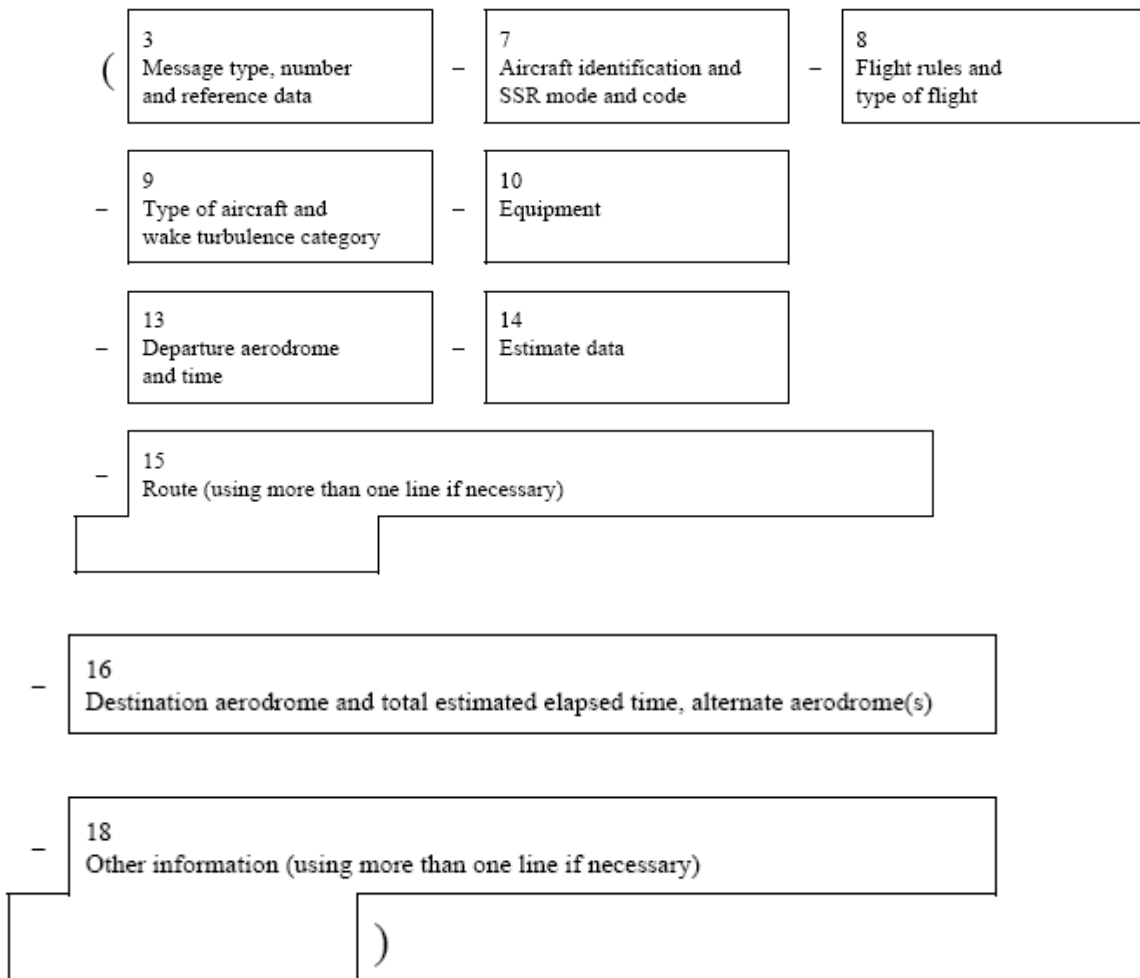 (
3
Message type, number
and reference data
–
7
Aircraft identification and
SSR mode and code
–
8
Flight rules and
type of flight
–
9
Type of aircraft and
wake turbulence category
–
10
Equipment
–
13
Departure aerodrome
and time
–
14
Estimate data
–
15
Route (using more than one line if necessary)
–
16
Destination aerodrome and total estimated elapsed time, alternate aerodrome(s)
–
18
Other information (using more than one line if necessary)
)